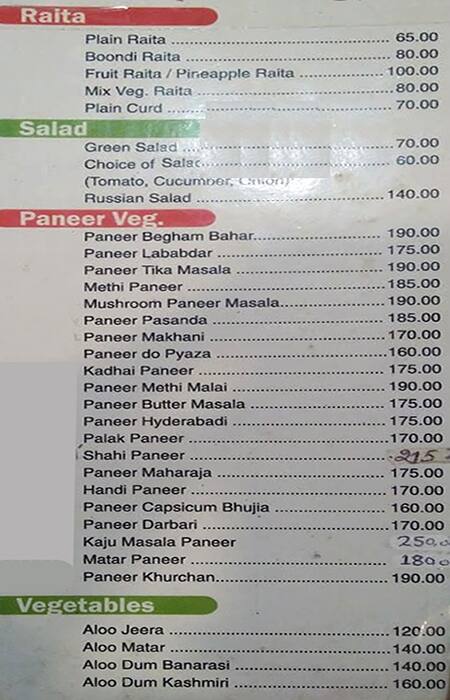 Raita
Plain Raita ........ 65.00
Boondi Raita ........ 80.00
Fruit Raita / Pineapple Raita ........ 100.00
Mix Veg. Raita ........ 80.00
Plain Curd ........ 70.00
Salad
Green Salad ........ 70.00
Choice of Salad ........ 60.00
(Tomato, Cucumber, Onion)
Russian Salad ........ 140.00
Paneer Veg.
Paneer Begham Bahar........ 190.00
Paneer Lababdar ........ 175.00
Paneer Tika Masala ........ 190.00
Methi Paneer ........ 185.00
Mushroom Paneer Masala........ 190.00
Paneer Pasanda ........ 185.00
Paneer Makhani ........ 170.00
Paneer do Pyaza ........ 160.00
Kadhai Paneer ........ 175.00
Paneer Methi Malai ........ 190.00
Paneer Butter Masala ........ 175.00
Paneer Hyderabadi ........ 175.00
Palak Paneer ........ 170.00
Shahi Paneer ........ 215
Paneer Maharaja ........ 175.00
Handi Paneer ........ 170.00
Paneer Capsicum Bhujia ........ 160.00
Paneer Darbari ........ 170.00
Kaju Masala Paneer 250.0
Matar Paneer ........ 180.0
Paneer Khurchan........ 190.00
Vegetables
Aloo Jeera ........ 120.00
Aloo Matar ........ 140.00
Aloo Dum Banarasi ........ 140.00
Aloo Dum Kashmiri ........ 160.00